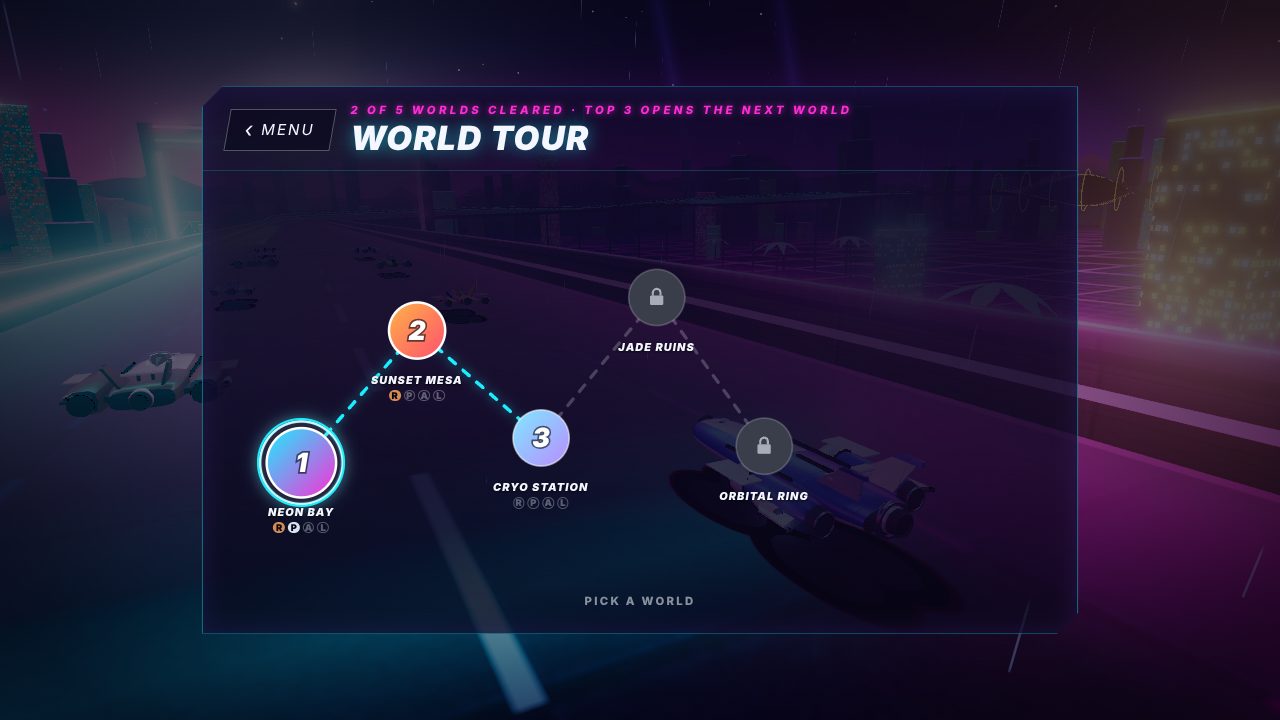 ‹ MENU
2 OF 5 WORLDS CLEARED · TOP 3 OPENS THE NEXT WORLD
WORLD TOUR
JADE RUINS
2
SUNSET MESA
R P A L
3
CRYO STATION
R P A L
1
NEON BAY
R P A L
ORBITAL RING
PICK A WORLD